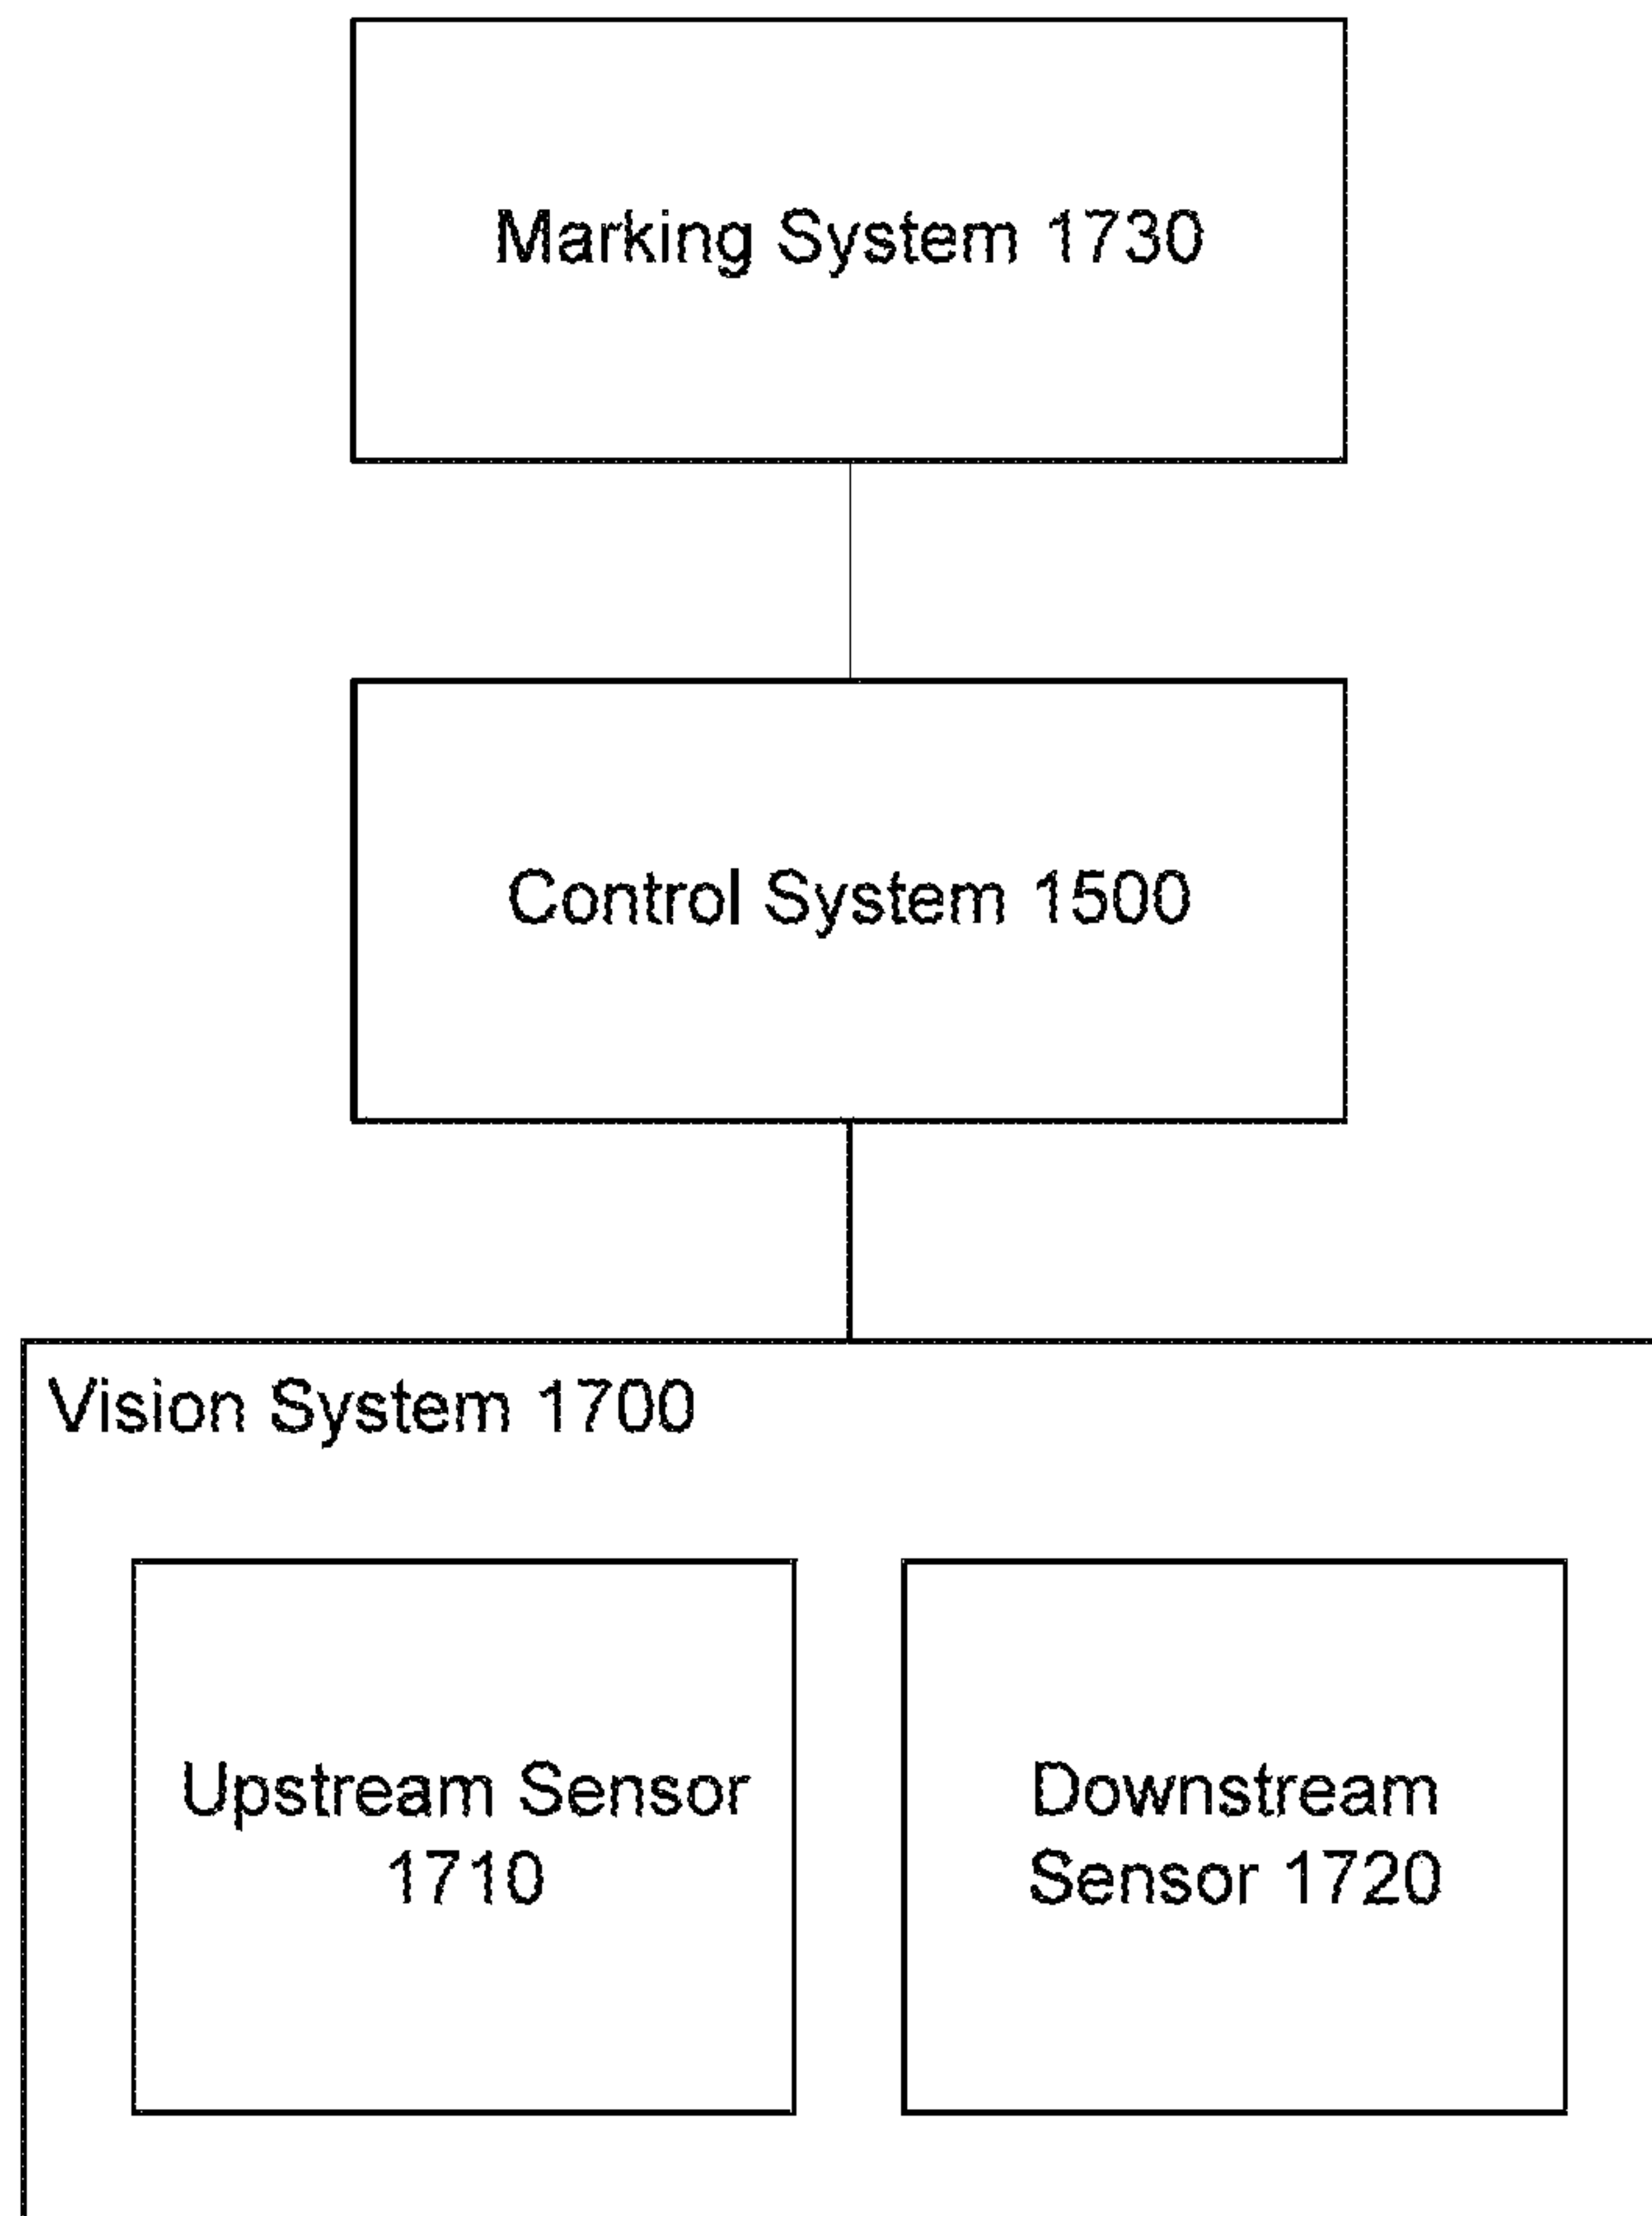 Marking System 1730
Control System 1500
Vision System 1700
Upstream Sensor
1710
Downstream
Sensor 1720